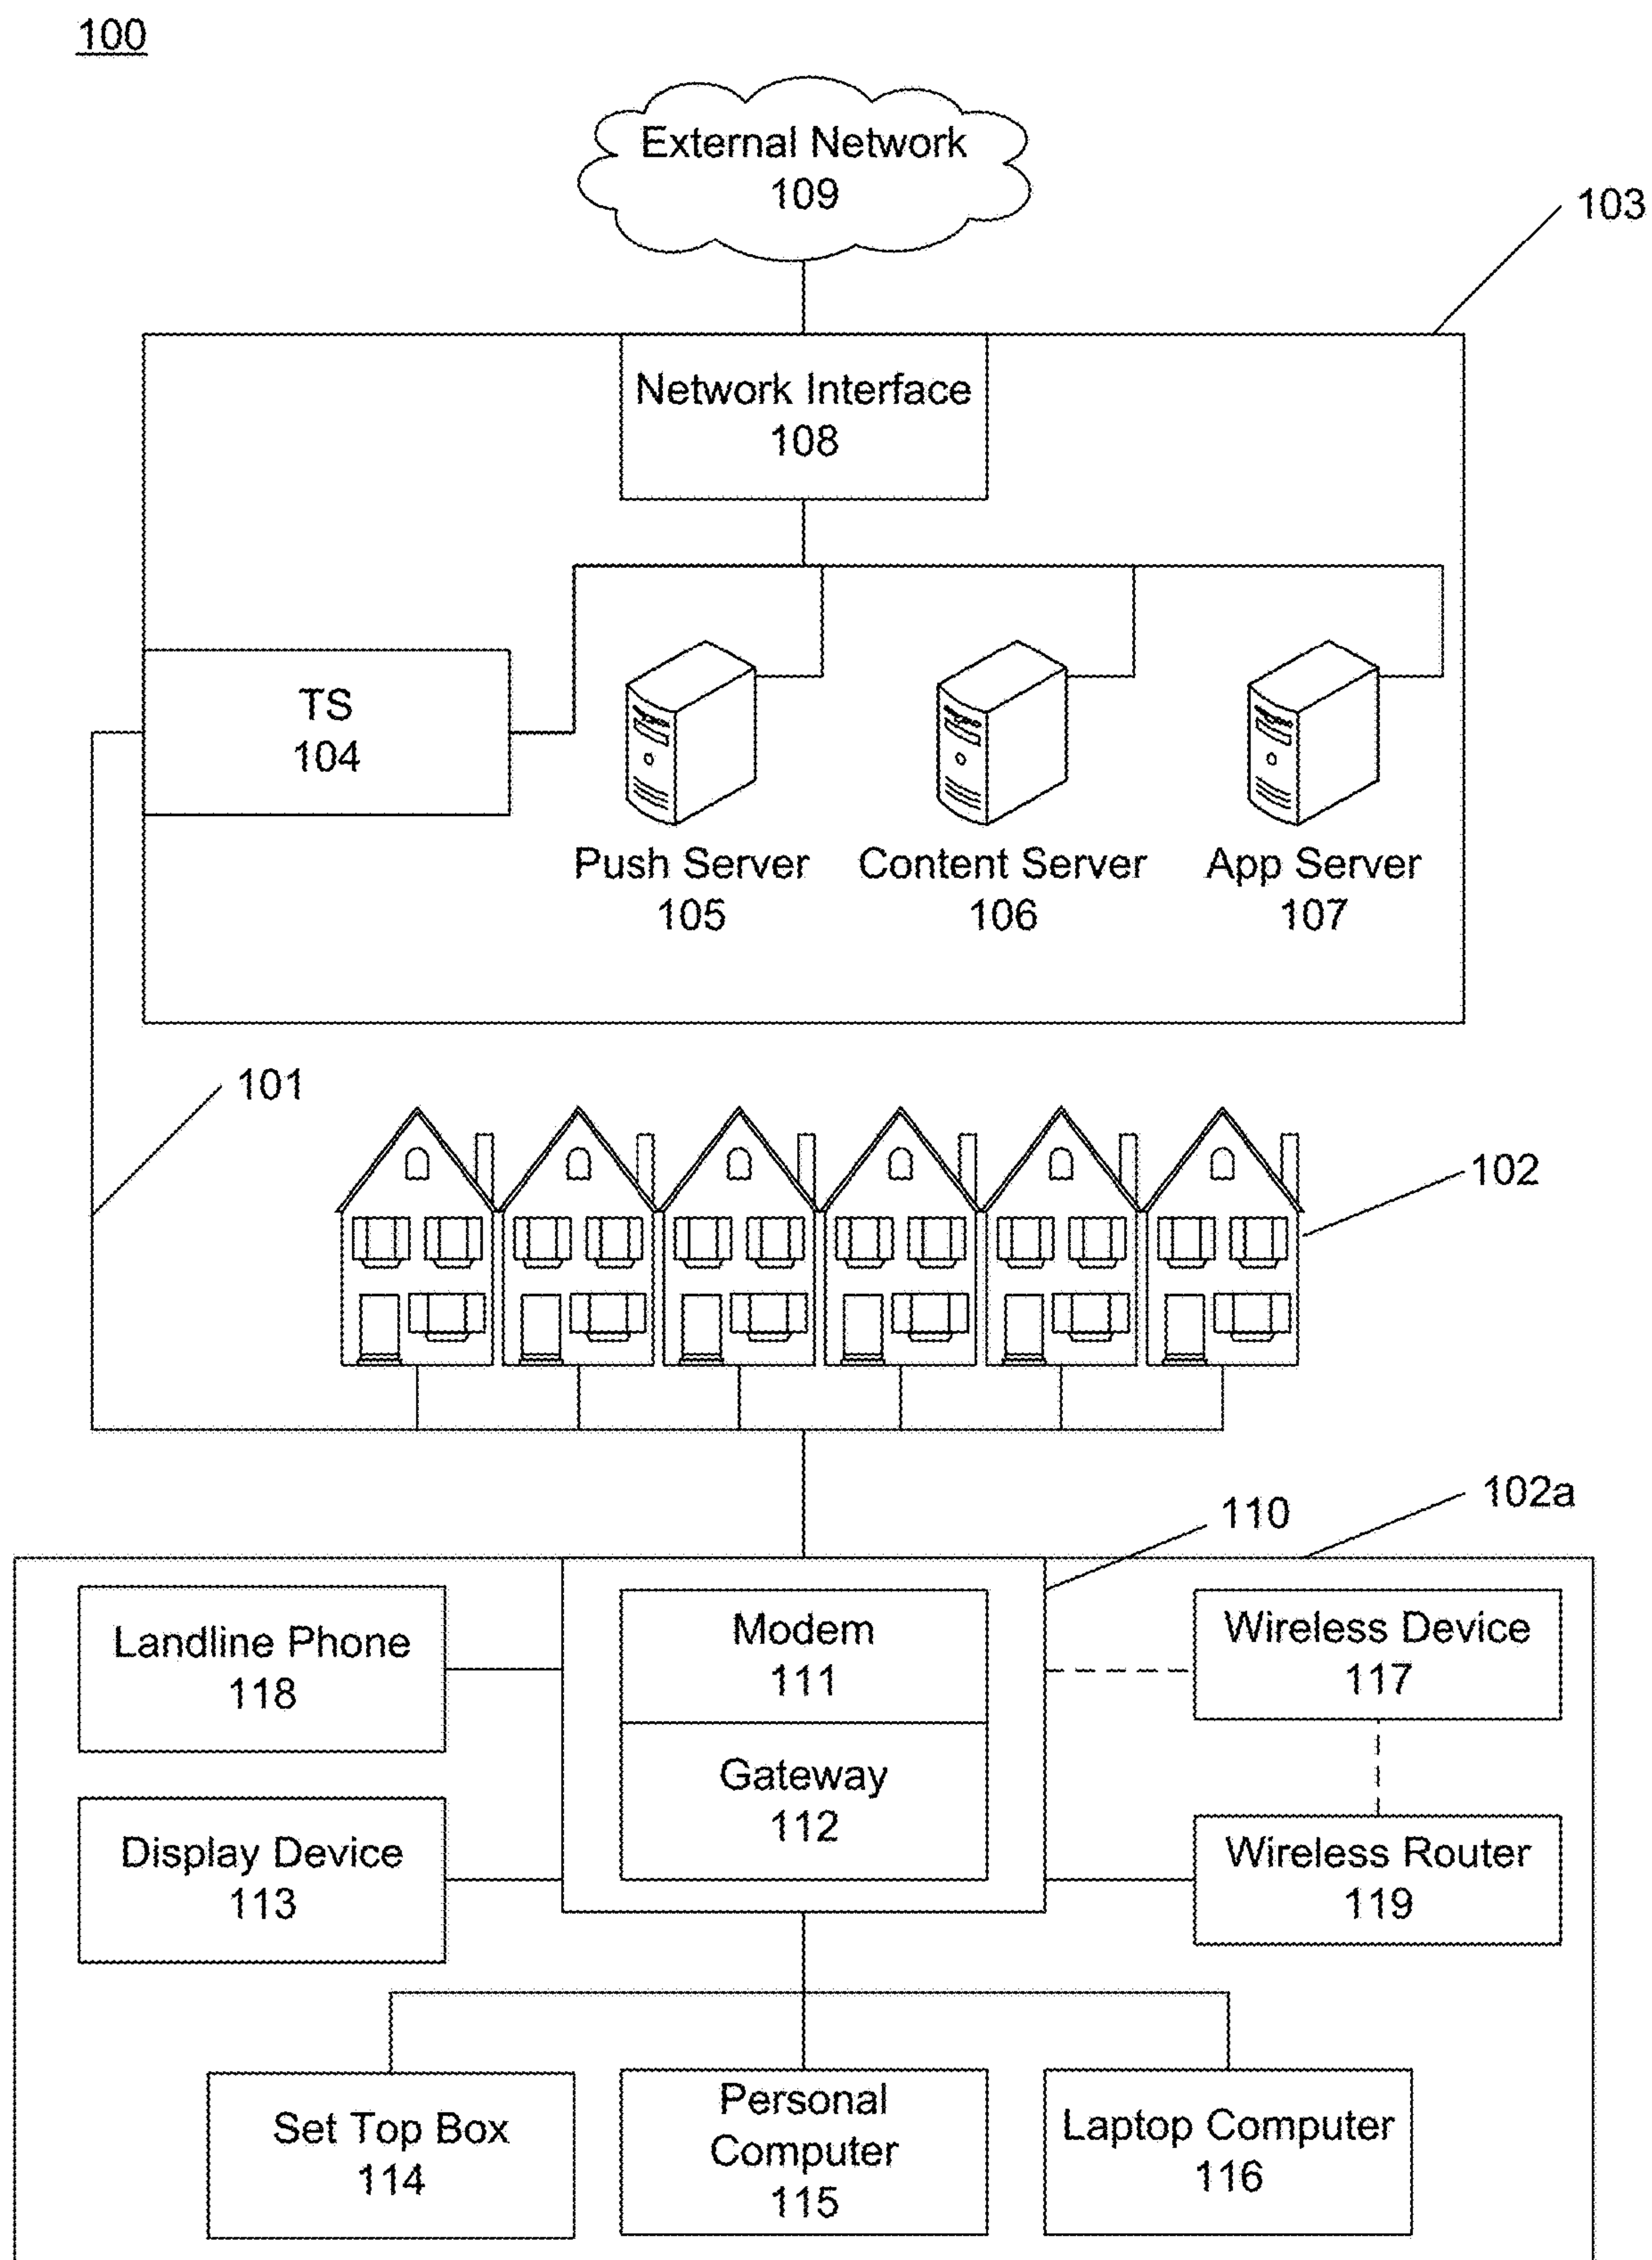 100
External Network
109
103
Network Interface
108
TS
104
Push Server
105
Content Server
106
App Server
107
101
102
102a
110
Landline Phone
118
Modem
111
Wireless Device
117
Gateway
112
Display Device
113
Wireless Router
119
Set Top Box
114
Personal
Computer
115
Laptop Computer
116